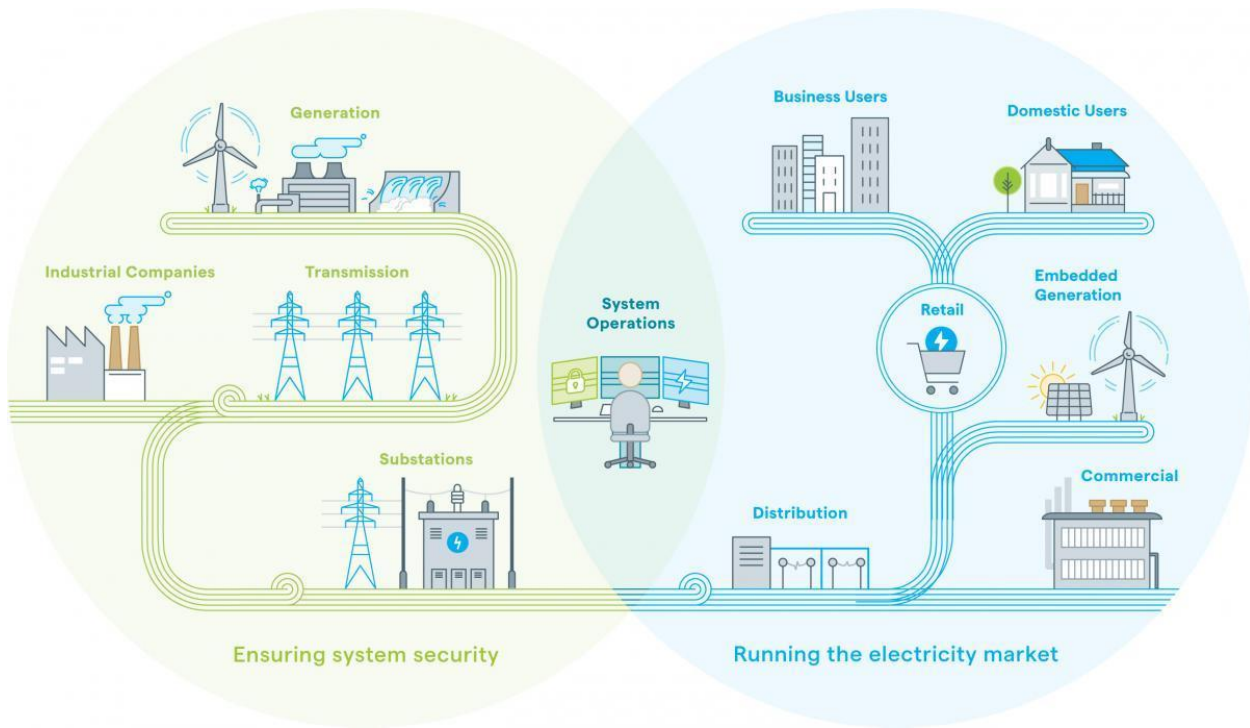 Generation
Industrial Companies
Transmission
Substations
System
Operations
Business Users
Domestic Users
Retail
Embedded
Generation
Distribution
Commercial
Ensuring system security
Running the electricity market